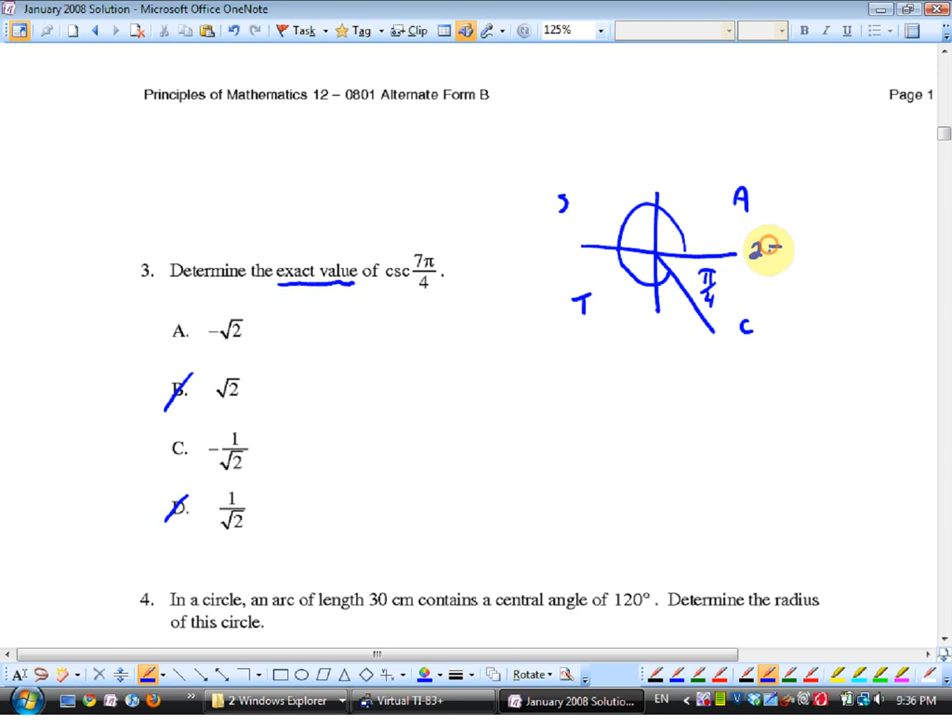 January 2008 Solution - Microsoft Office OneNote
Task
Tag
Clip
125%
B I U
Principles of Mathematics 12 – 0801 Alternate Form B
Page 1
S
A
2
π/4
T
C
3. Determine the exact value of csc 7π/4 .
A. −√2
B. √2
C. −1/√2
D. 1/√2
4. In a circle, an arc of length 30 cm contains a central angle of 120° . Determine the radius
of this circle.
Rotate
2 Windows Explorer
Virtual TI-83+
January 2008 Solutio...
EN
9:36 PM